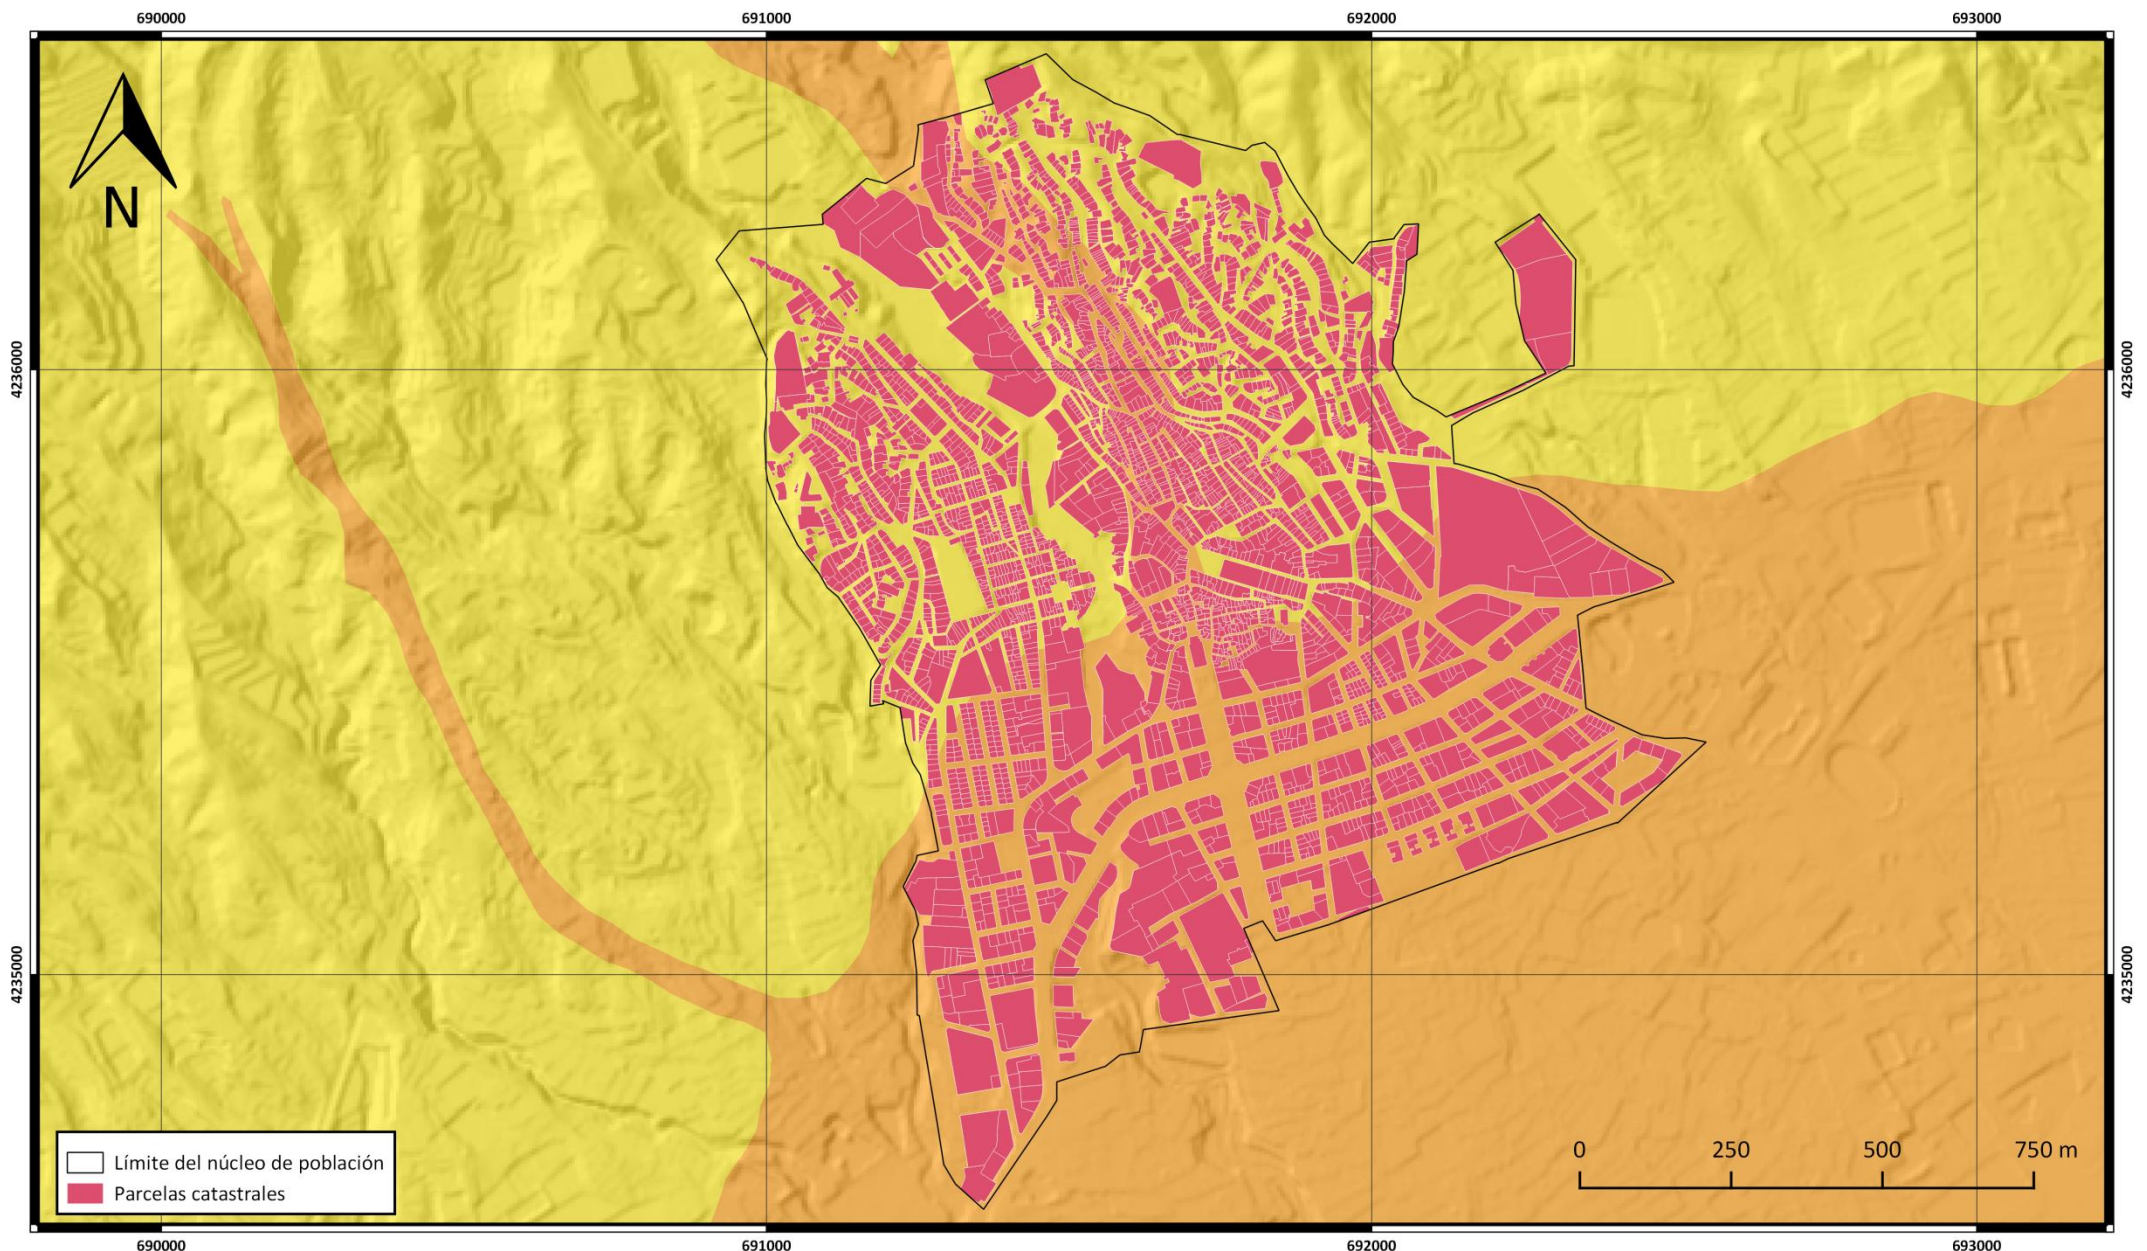 690000 691000 692000 693000
N
4236000 4236000
4235000 4235000
0 250 500 750 m
Límite del núcleo de población
Parcelas catastrales
690000 691000 692000 693000